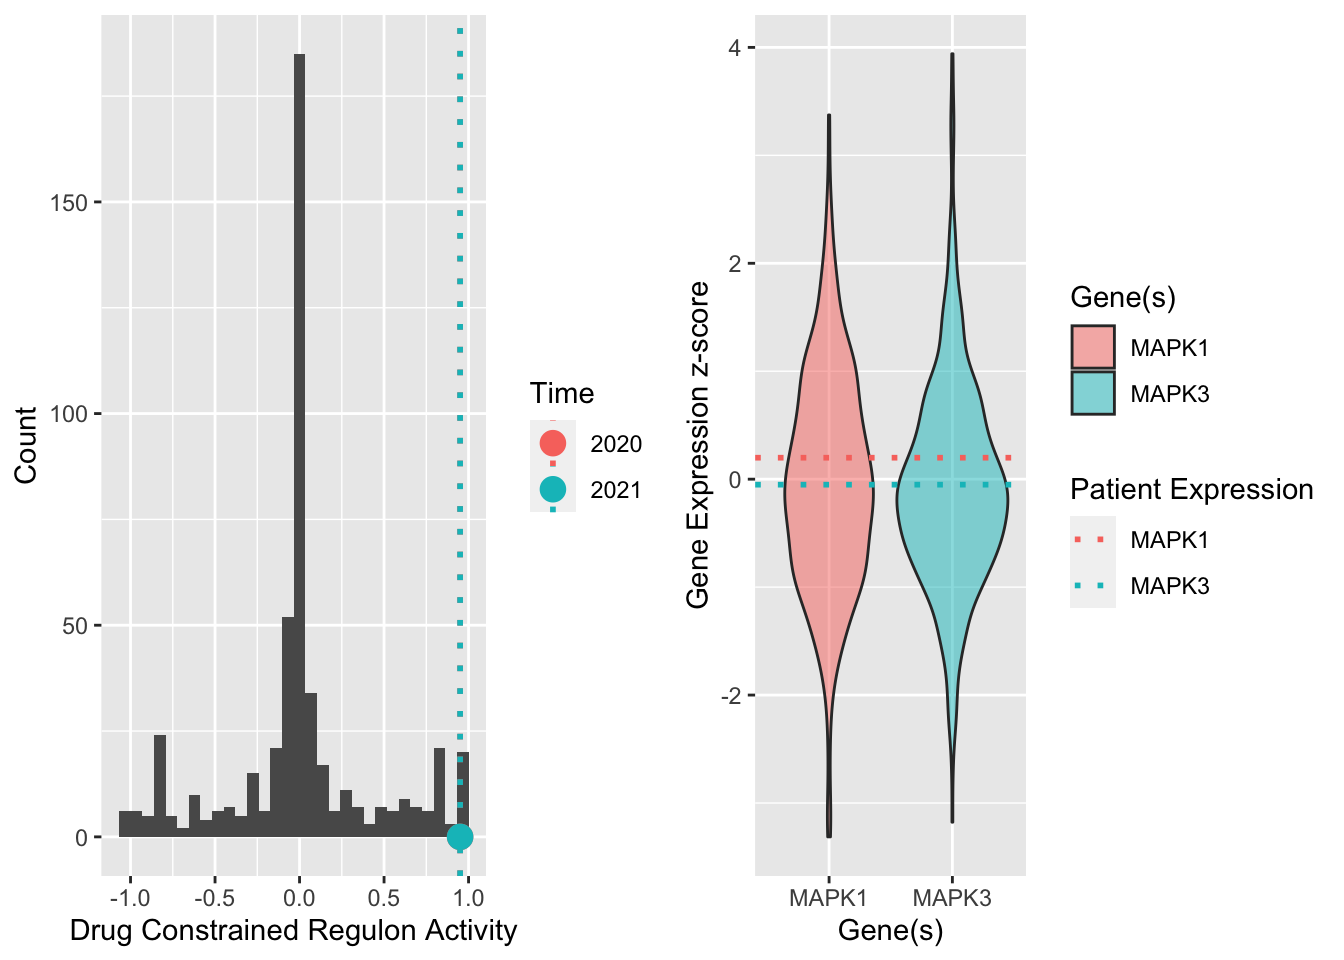 Count
150
100
50
0
-1.0
-0.5
0.0
0.5
1.0
Drug Constrained Regulon Activity
Time
2020
2021
Gene Expression z-score
4
2
0
-2
MAPK1
MAPK3
Gene(s)
Gene(s)
MAPK1
MAPK3
Patient Expression
MAPK1
MAPK3